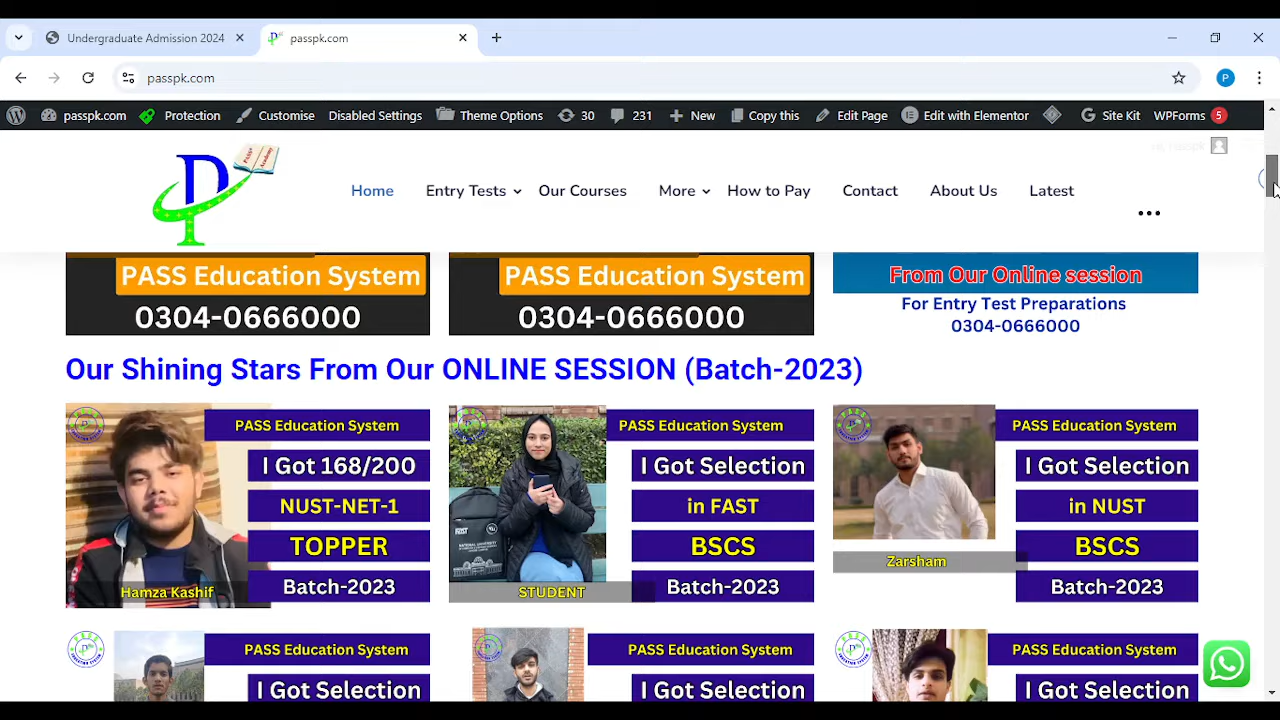 Undergraduate Admission 2024
passpk.com
passpk.com
passpk.com
Protection
Customise
Disabled Settings
Theme Options
30
231
New
Copy this
Edit Page
Edit with Elementor
Site Kit
WPForms
5
Hi, Passpk
Home
Entry Tests
Our Courses
More
How to Pay
Contact
About Us
Latest
PASS Education System
0304-0666000
PASS Education System
0304-0666000
From Our Online session
For Entry Test Preparations
0304-0666000
Our Shining Stars From Our ONLINE SESSION (Batch-2023)
PASS Education System
I Got 168/200
NUST-NET-1
TOPPER
Batch-2023
Hamza Kashif
PASS Education System
I Got Selection
in FAST
BSCS
Batch-2023
STUDENT
PASS Education System
I Got Selection
in NUST
BSCS
Batch-2023
Zarsham
PASS Education System
I Got Selection
PASS Education System
I Got Selection
PASS Education System
I Got Selection